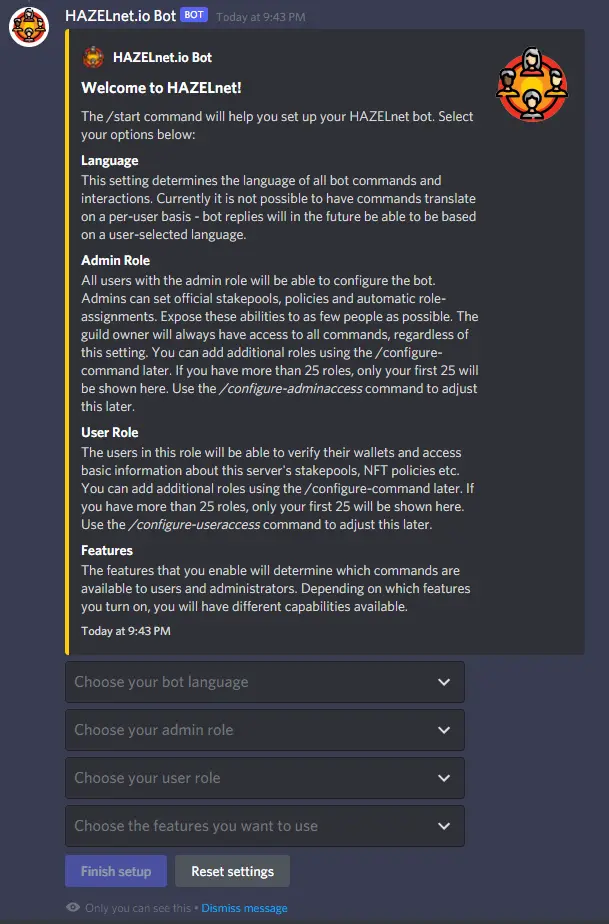 HAZELnet.io Bot BOT Today at 9:43 PM
HAZELnet.io Bot
Welcome to HAZELnet!
The /start command will help you set up your HAZELnet bot. Select
your options below:
Language
This setting determines the language of all bot commands and
interactions. Currently it is not possible to have commands translate
on a per-user basis - bot replies will in the future be able to be based
on a user-selected language.
Admin Role
All users with the admin role will be able to configure the bot.
Admins can set official stakepools, policies and automatic role-
assignments. Expose these abilities to as few people as possible. The
guild owner will always have access to all commands, regardless of
this setting. You can add additional roles using the /configure-
command later. If you have more than 25 roles, only your first 25 will
be shown here. Use the /configure-adminaccess command to adjust
this later.
User Role
The users in this role will be able to verify their wallets and access
basic information about this server's stakepools, NFT policies etc.
You can add additional roles using the /configure-command later. If
you have more than 25 roles, only your first 25 will be shown here.
Use the /configure-useraccess command to adjust this later.
Features
The features that you enable will determine which commands are
available to users and administrators. Depending on which features
you turn on, you will have different capabilities available.
Today at 9:43 PM
Choose your bot language
Choose your admin role
Choose your user role
Choose the features you want to use
Finish setup Reset settings
Only you can see this • Dismiss message